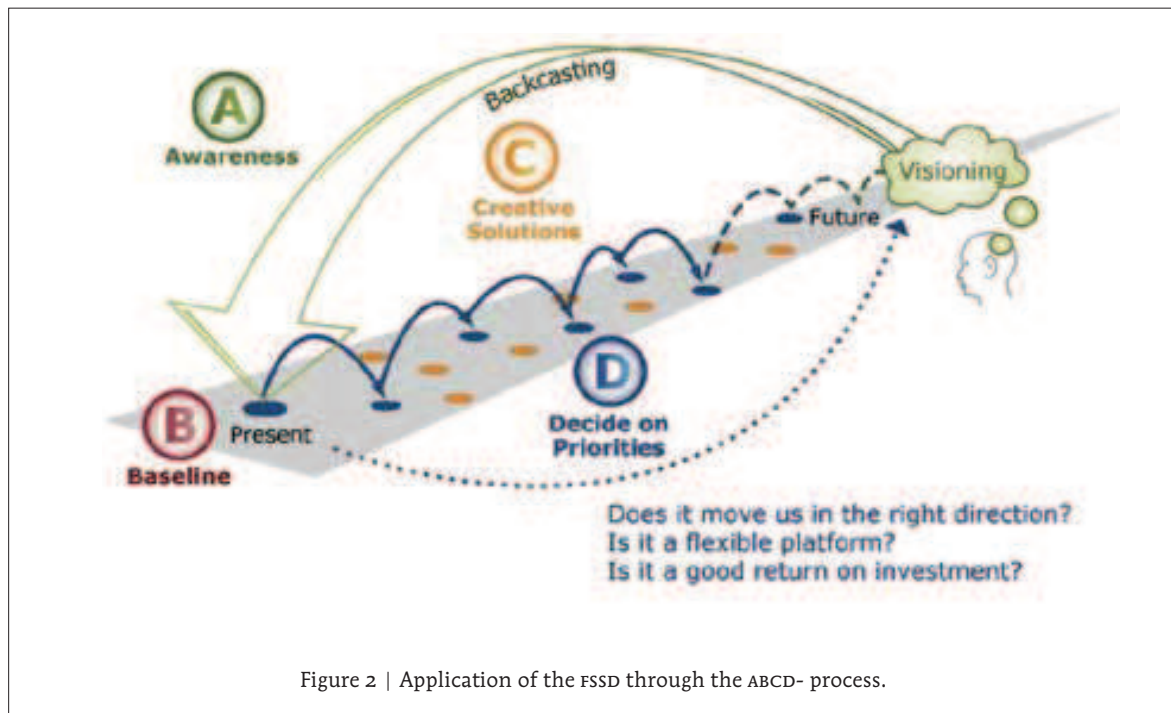 A
Awareness
Backcasting
C
Creative
Solutions
Visioning
Future
B
Present
Baseline
D
Decide on
Priorities
Does it move us in the right direction?
Is it a flexible platform?
Is it a good return on investment?
Figure 2 | Application of the FSSD through the ABCD- process.